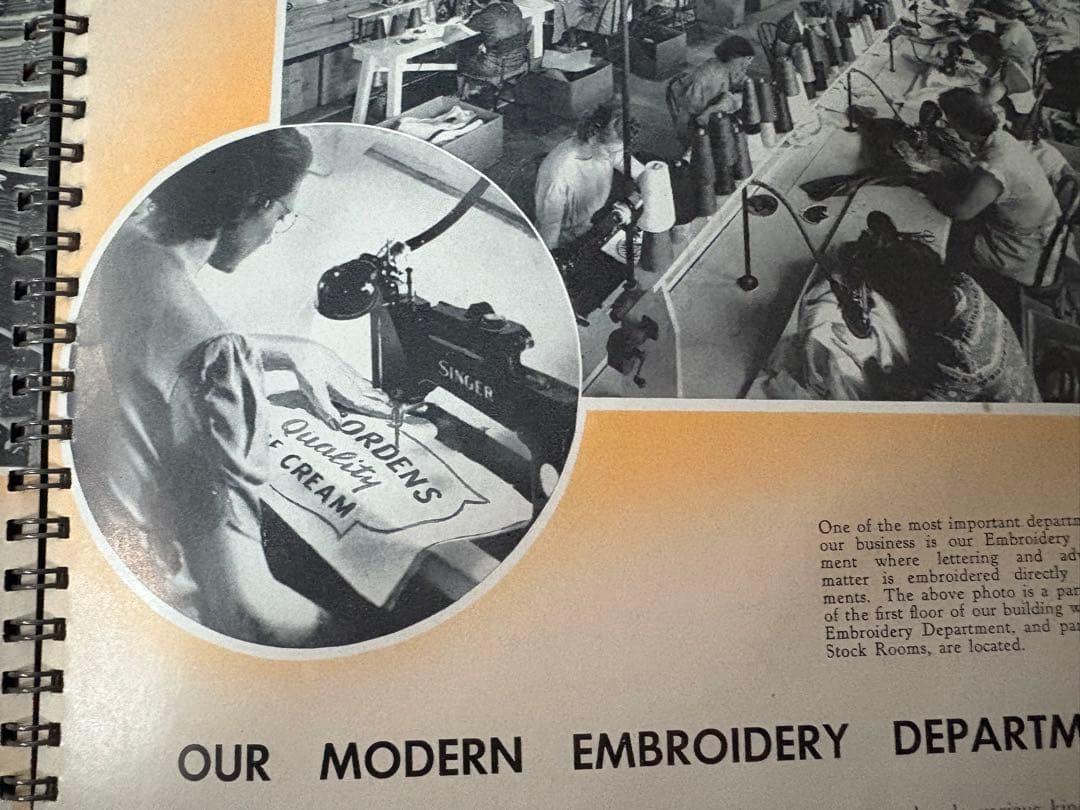 SINGER
ORDENS
Quality
E CREAM
One of the most important departm
our business is our Embroidery
ment where lettering and adv
matter is embroidered directly
ments. The above photo is a par
of the first floor of our building w
Embroidery Department, and par
Stock Rooms, are located.
OUR MODERN EMBROIDERY DEPARTM